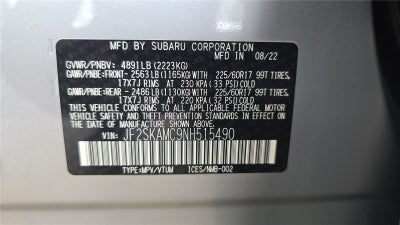 MFD. BY SUBARU CORPORATION
GVWR/PNBV: 4891LB (2223KG) MFD IN 08/22
GAWR/PNBE:FRONT- 2563LB (1165KG)WITH 225/60R17 99T TIRES,
17X7J RIMS AT 230 KPA( 33 PSI)COLD
GAWR/PNBE:REAR - 2486LB (1130KG)WITH 225/60R17 99T TIRES,
17X7J RIMS AT 220 KPA( 32 PSI)COLD
THIS VEHICLE CONFORMS TO ALL APPLICABLE FEDERAL MOTOR
VEHICLE SAFETY AND THEFT PREVENTION STANDARDS IN EFFECT ON THE
DATE OF MANUFACTURE SHOWN ABOVE.
JF2SKAMC9NH515490
TYPE:MPV/VTUM ICES/NMB-002